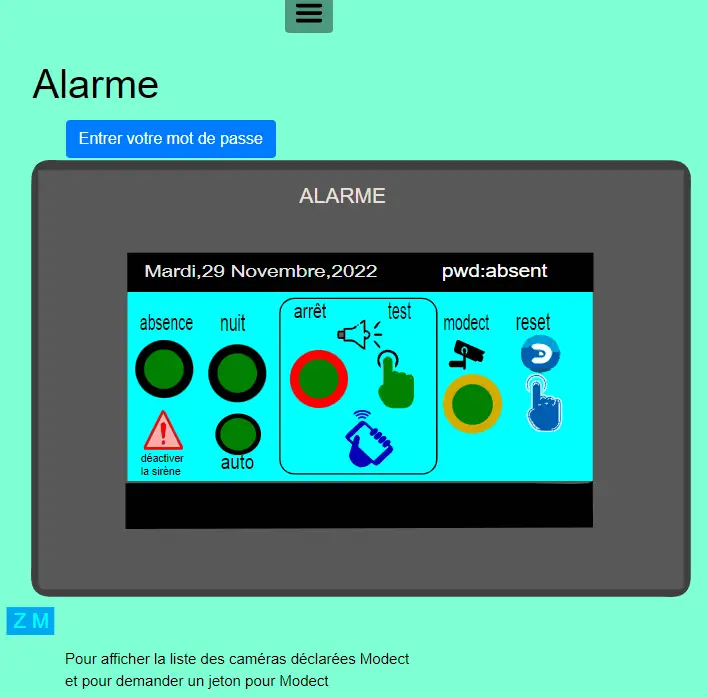 Alarme
Entrer votre mot de passe
ALARME
Mardi,29 Novembre,2022 pwd:absent
absence nuit arrêt test modect reset
déactiver
la sirène
auto
Z M
Pour afficher la liste des caméras déclarées Modect
et pour demander un jeton pour Modect